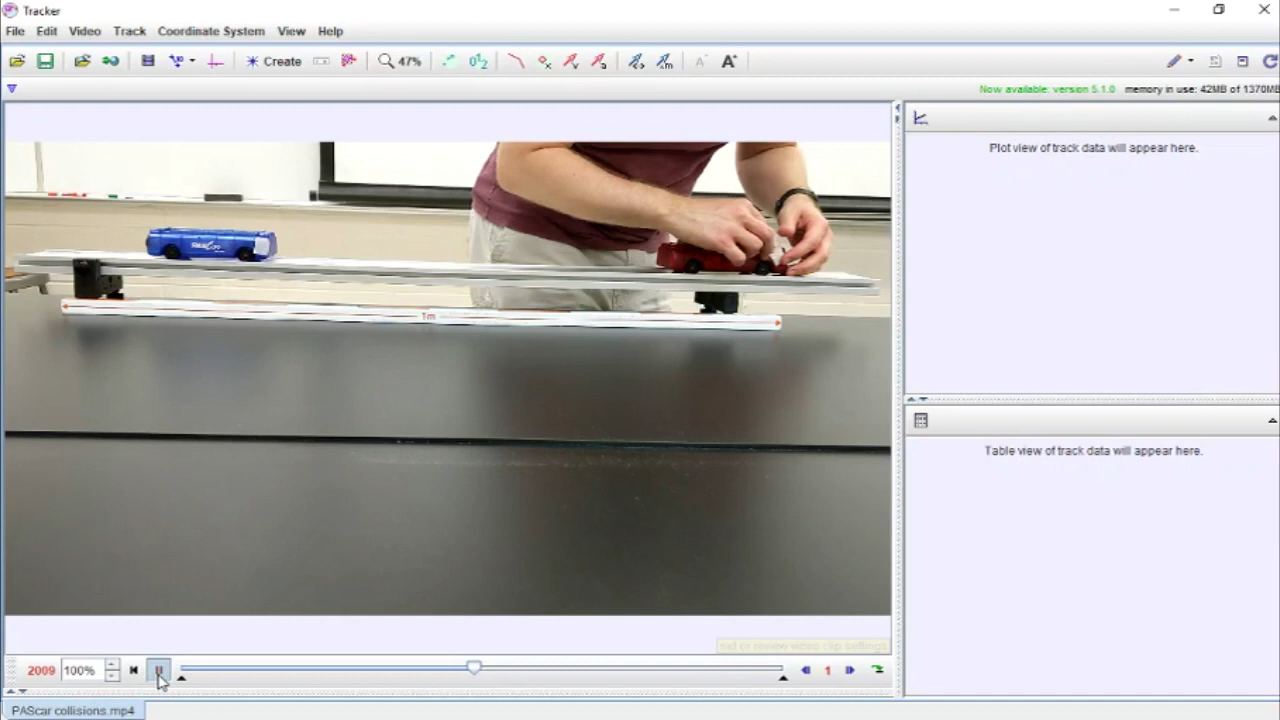 Tracker
File Edit Video Track Coordinate System View Help
Create 47%
Now available: version 5.1.0 memory in use: 42MB of 1370MB
Plot view of track data will appear here.
1m
Table view of track data will appear here.
2009 100% 1
PAScar collisions.mp4